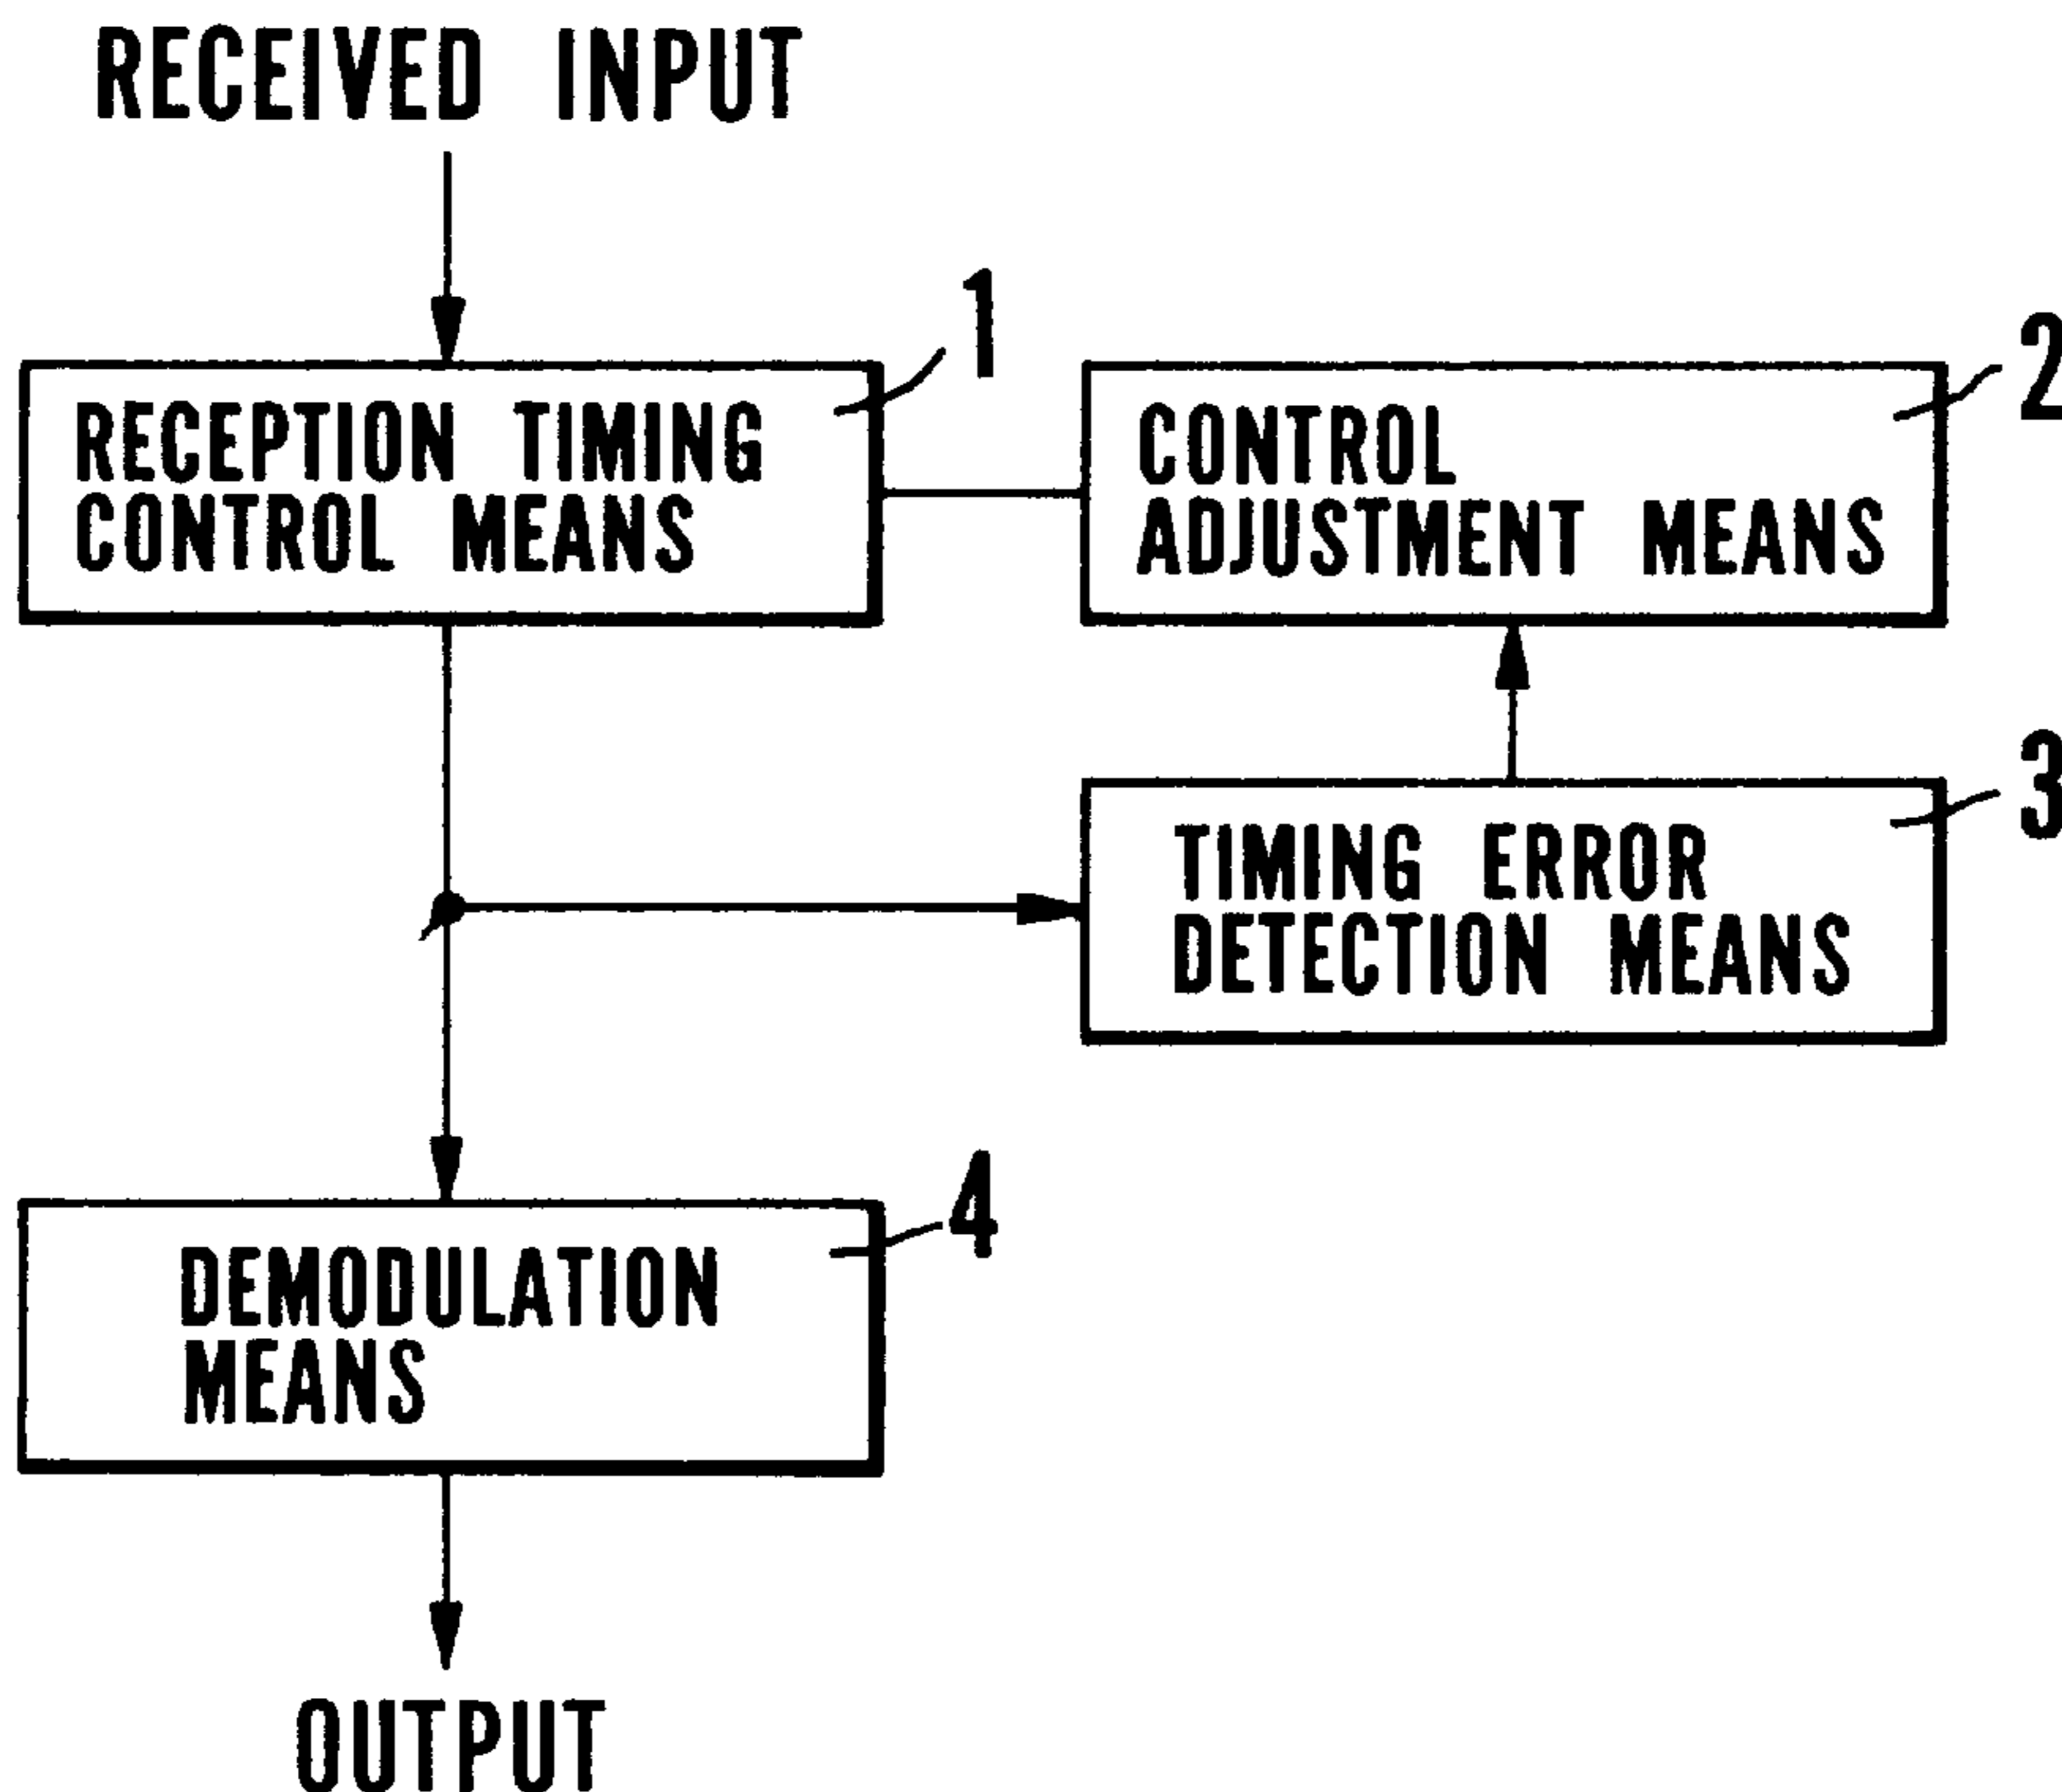 RECEIVED INPUT
1
RECEPTION TIMING
CONTROL MEANS
2
CONTROL
ADJUSTMENT MEANS
3
TIMING ERROR
DETECTION MEANS
4
DEMODULATION
MEANS
OUTPUT